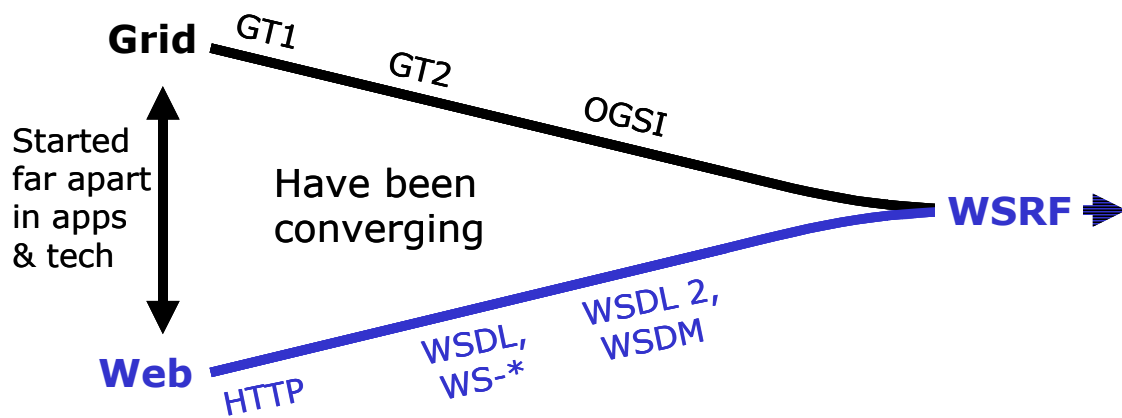 Grid
GT1
GT2
OGSI
Started
far apart
in apps
& tech
Have been
converging
WSRF
Web
HTTP
WSDL,
WS-*
WSDL 2,
WSDM